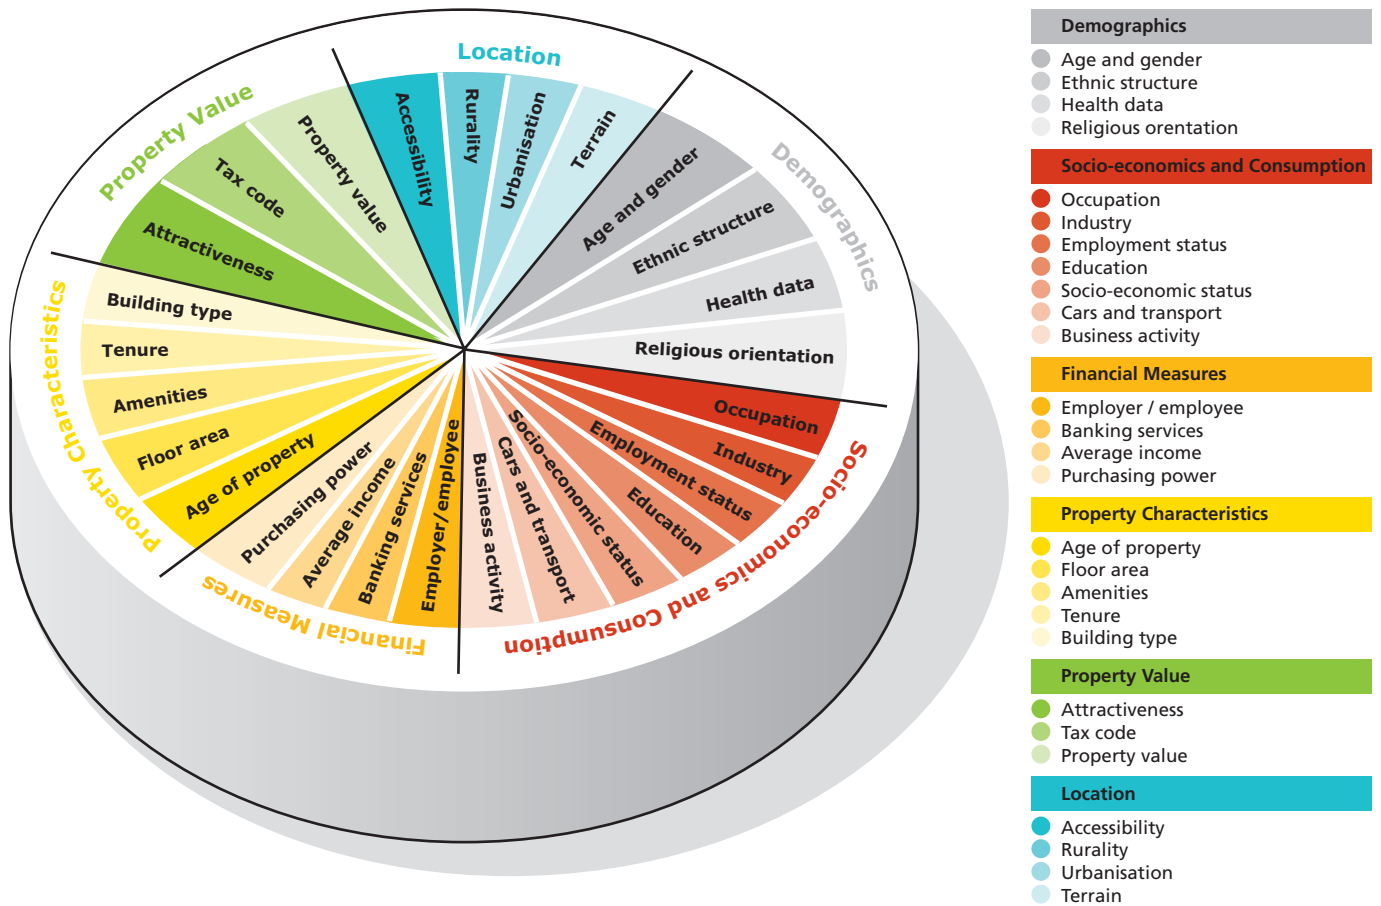 Location
Accessibility
Rurality
Urbanisation
Terrain
Demographics
Age and gender
Ethnic structure
Health data
Religious orientation
Socio-economics and Consumption
Occupation
Industry
Employment status
Education
Socio-economic status
Cars and transport
Business activity
Financial Measures
Employer / employee
Banking services
Average income
Purchasing power
Property Characteristics
Age of property
Floor area
Amenities
Tenure
Building type
Property Value
Attractiveness
Tax code
Property value
Demographics
Age and gender
Ethnic structure
Health data
Religious orentation
Socio-economics and Consumption
Occupation
Industry
Employment status
Education
Socio-economic status
Cars and transport
Business activity
Financial Measures
Employer / employee
Banking services
Average income
Purchasing power
Property Characteristics
Age of property
Floor area
Amenities
Tenure
Building type
Property Value
Attractiveness
Tax code
Property value
Location
Accessibility
Rurality
Urbanisation
Terrain